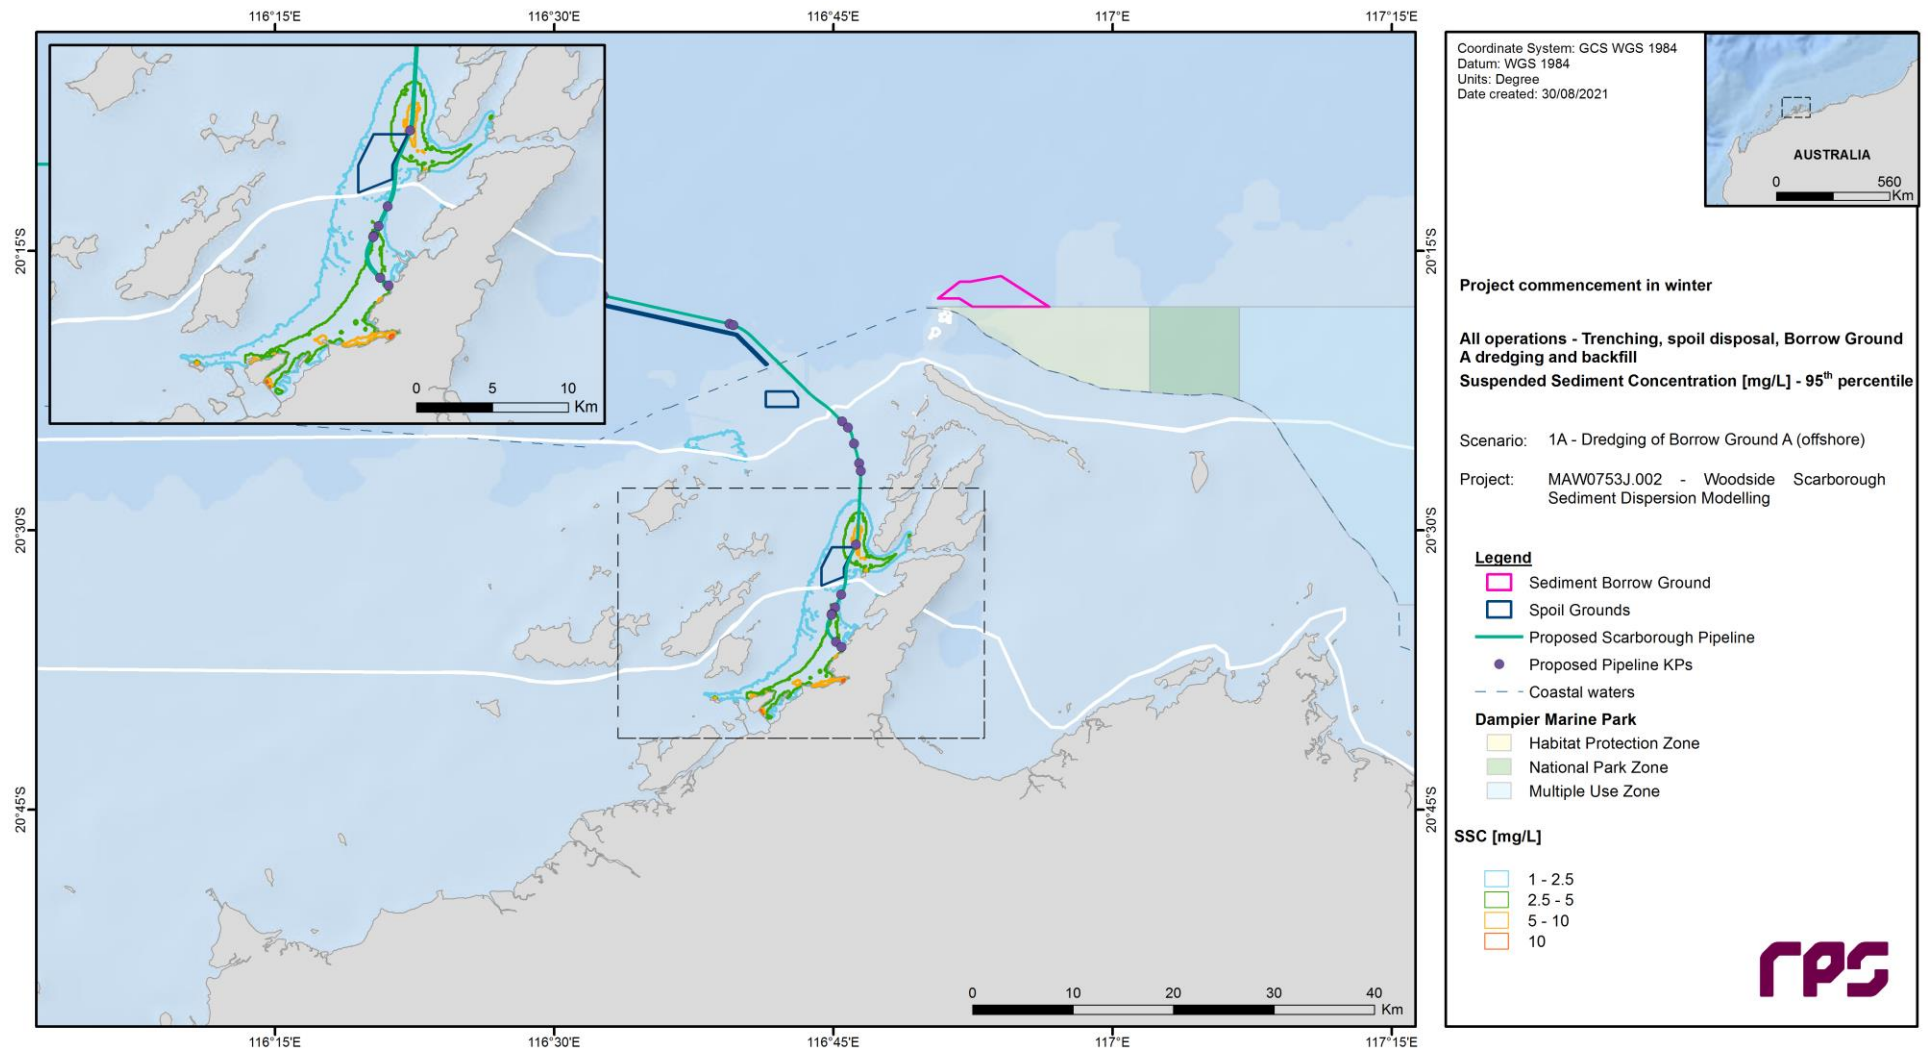 116°15'E
116°30'E
116°45'E
117°E
117°15'E
20°15'S
20°30'S
20°45'S
20°15'S
20°30'S
20°45'S
0 5 10
Km
0 10 20 30 40
Km
116°15'E
116°30'E
116°45'E
117°E
117°15'E
Coordinate System: GCS WGS 1984
Datum: WGS 1984
Units: Degree
Date created: 30/08/2021
AUSTRALIA
0 560
Km
Project commencement in winter
All operations - Trenching, spoil disposal, Borrow Ground
A dredging and backfill
Suspended Sediment Concentration [mg/L] - 95th percentile
Scenario: 1A - Dredging of Borrow Ground A (offshore)
Project: MAW0753J.002 - Woodside Scarborough
Sediment Dispersion Modelling
Legend
Sediment Borrow Ground
Spoil Grounds
Proposed Scarborough Pipeline
Proposed Pipeline KPs
Coastal waters
Dampier Marine Park
Habitat Protection Zone
National Park Zone
Multiple Use Zone
SSC [mg/L]
1 - 2.5
2.5 - 5
5 - 10
10
rps